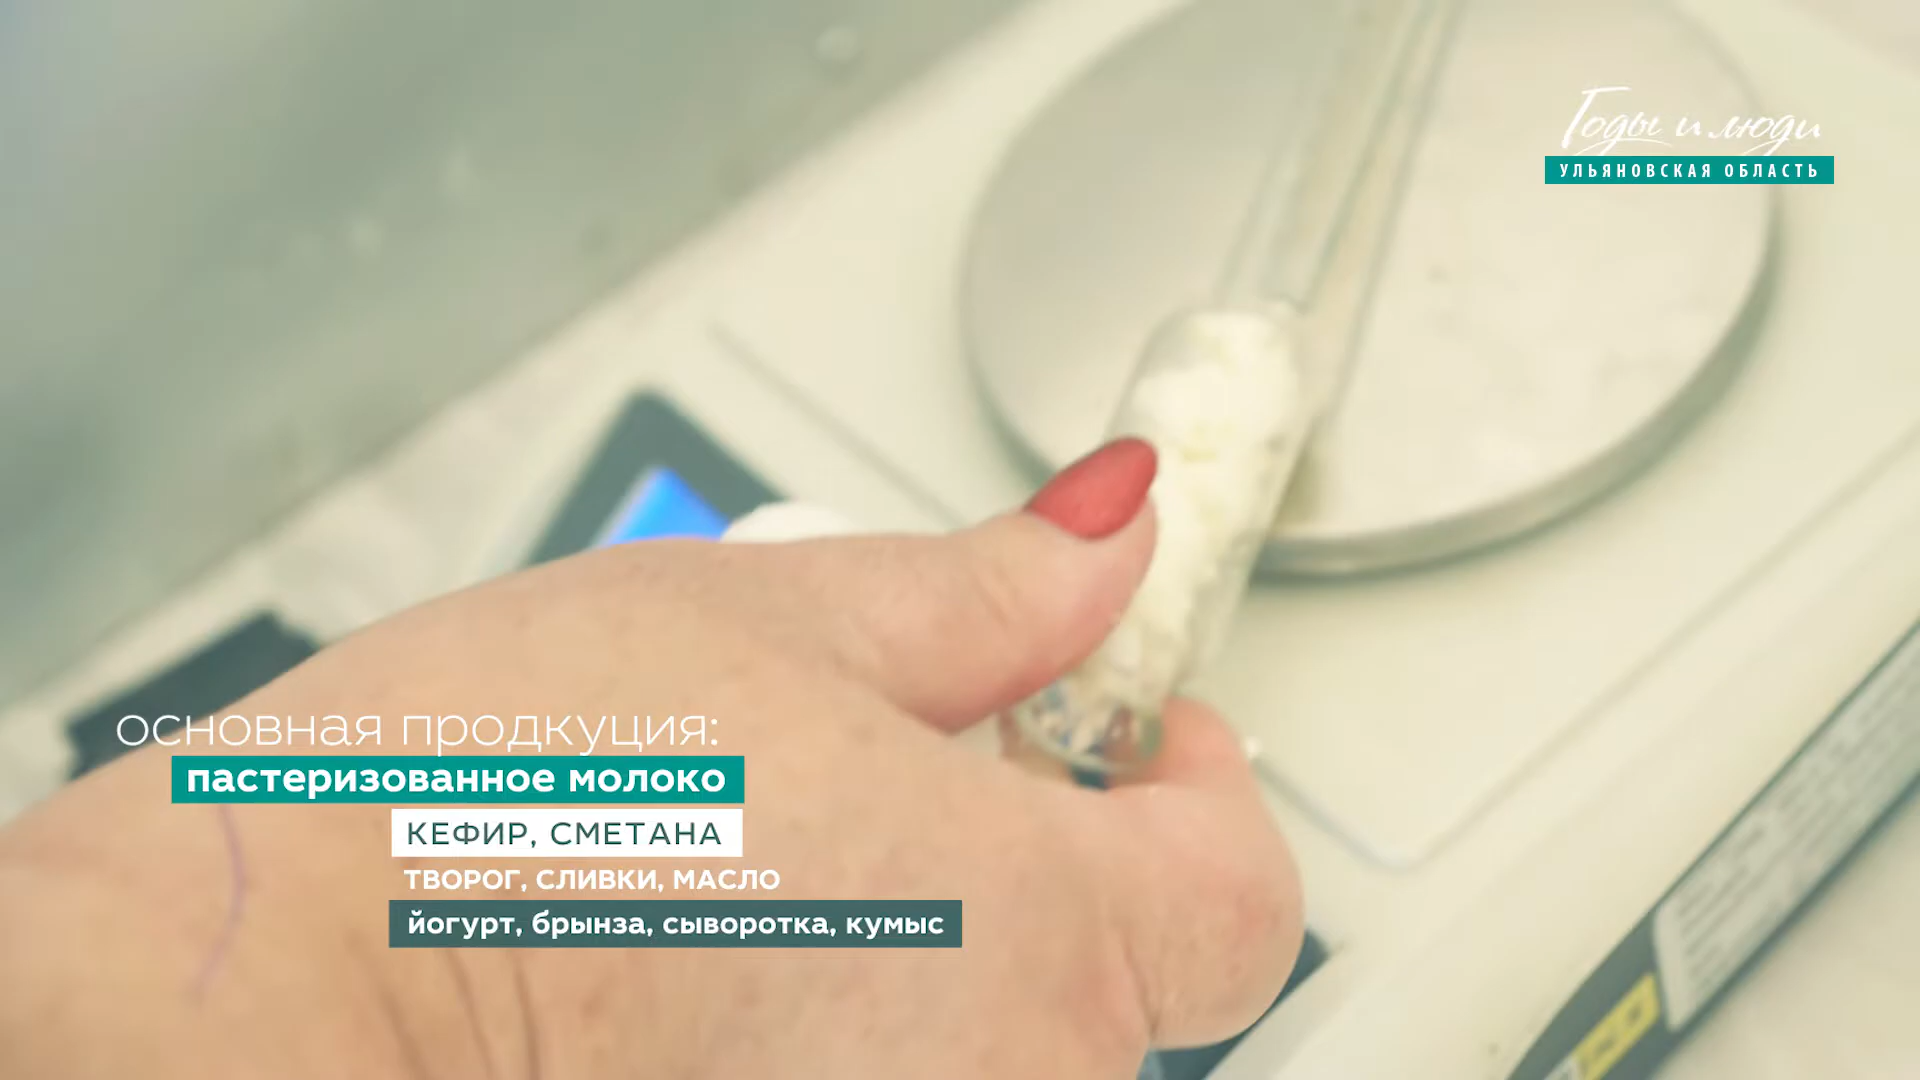 Годы и люди
УЛЬЯНОВСКАЯ ОБЛАСТЬ
основная продкуция:
пастеризованное молоко
КЕФИР, СМЕТАНА
ТВОРОГ, СЛИВКИ, МАСЛО
йогурт, брынза, сыворотка, кумыс